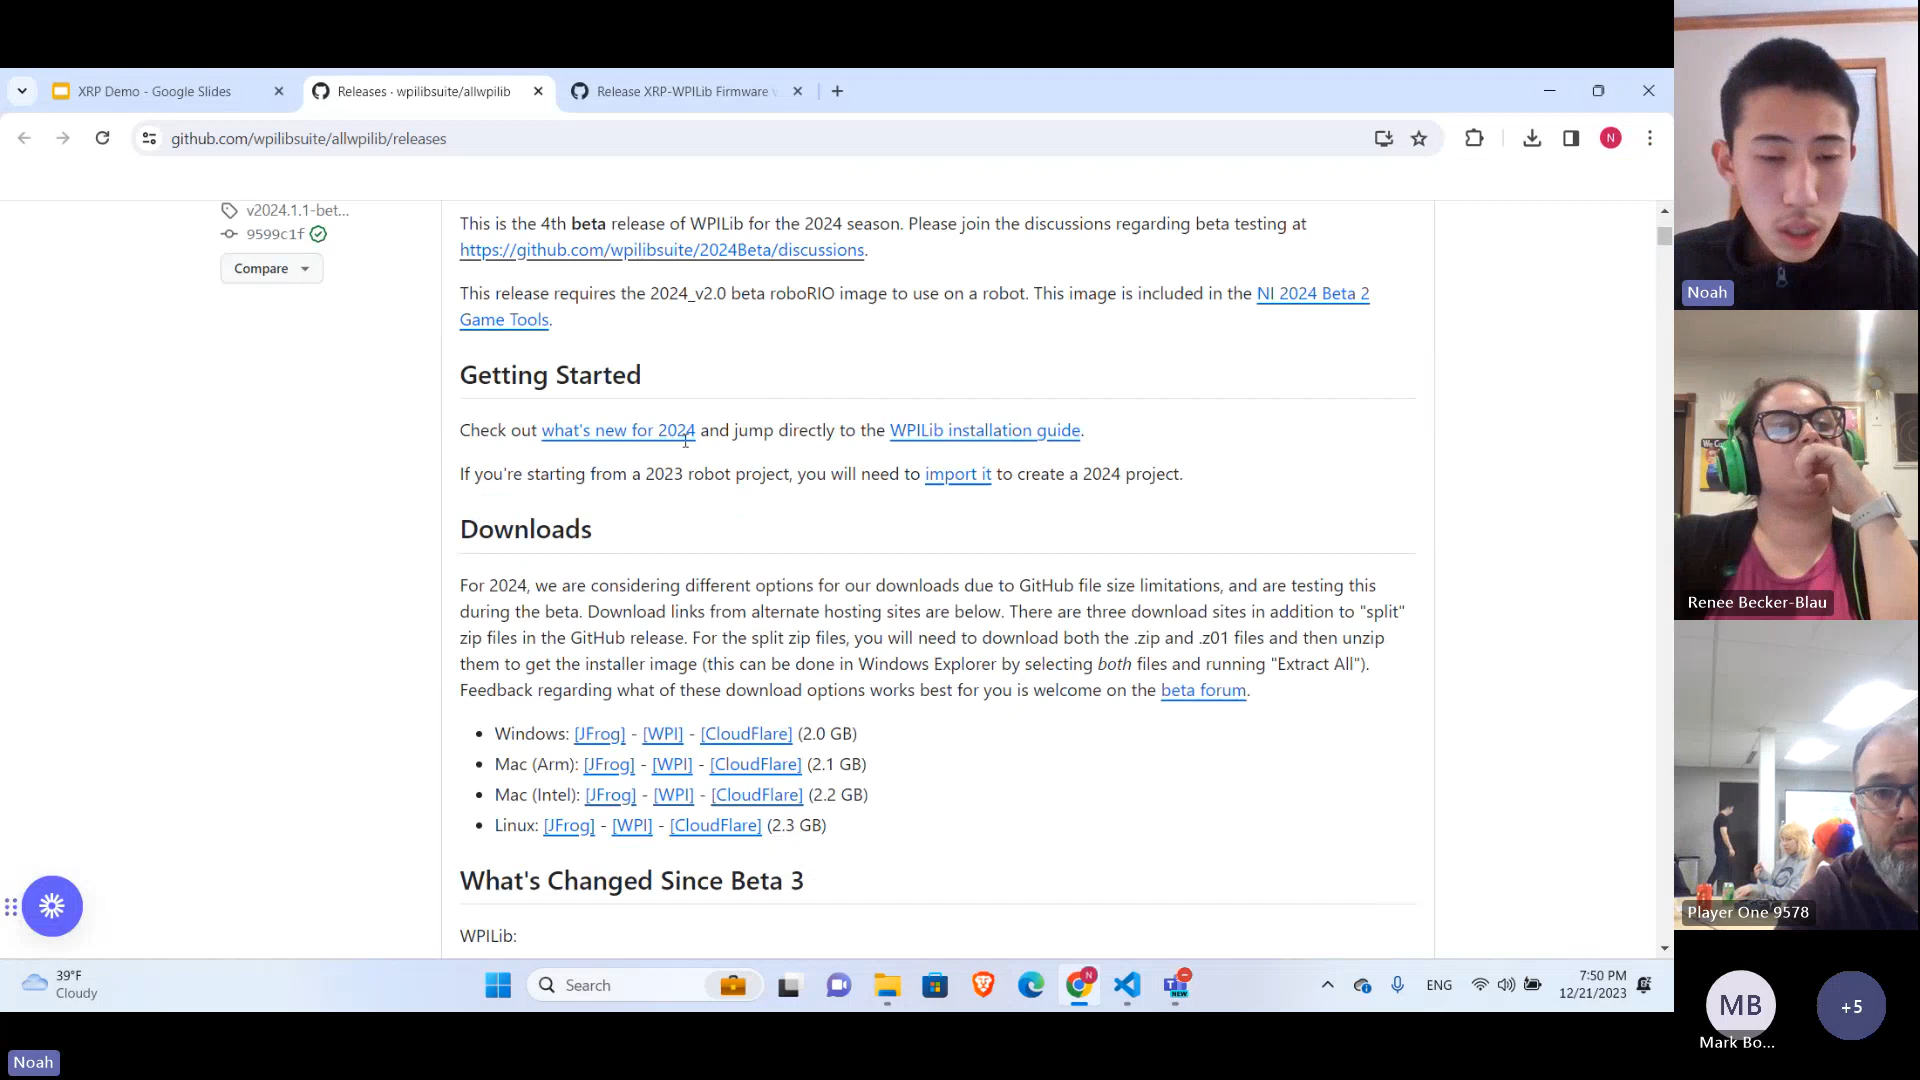 XRP Demo - Google Slides
Releases · wpilibsuite/allwpilib
Release XRP-WPILib Firmware v
github.com/wpilibsuite/allwpilib/releases
N
v2024.1.1-bet...
9599c1f
Compare
This is the 4th beta release of WPILib for the 2024 season. Please join the discussions regarding beta testing at
https://github.com/wpilibsuite/2024Beta/discussions.
This release requires the 2024_v2.0 beta roboRIO image to use on a robot. This image is included in the NI 2024 Beta 2
Game Tools.
Getting Started
Check out what's new for 2024 and jump directly to the WPILib installation guide.
If you're starting from a 2023 robot project, you will need to import it to create a 2024 project.
Downloads
For 2024, we are considering different options for our downloads due to GitHub file size limitations, and are testing this
during the beta. Download links from alternate hosting sites are below. There are three download sites in addition to "split"
zip files in the GitHub release. For the split zip files, you will need to download both the .zip and .z01 files and then unzip
them to get the installer image (this can be done in Windows Explorer by selecting both files and running "Extract All").
Feedback regarding what of these download options works best for you is welcome on the beta forum.
Windows: [JFrog] - [WPI] - [CloudFlare] (2.0 GB)
Mac (Arm): [JFrog] - [WPI] - [CloudFlare] (2.1 GB)
Mac (Intel): [JFrog] - [WPI] - [CloudFlare] (2.2 GB)
Linux: [JFrog] - [WPI] - [CloudFlare] (2.3 GB)
What's Changed Since Beta 3
WPILib:
39°F
Cloudy
Search
N
NEW
ENG
7:50 PM
12/21/2023
Noah
Noah
Renee Becker-Blau
Player One 9578
MB
Mark Bo...
+5